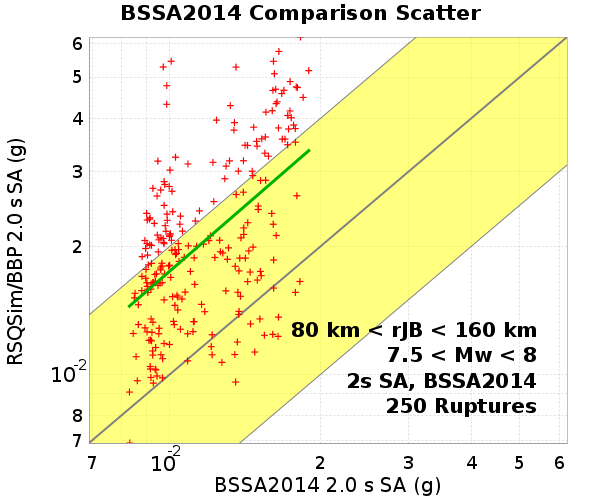 BSSA2014 Comparison Scatter
RSQSim/BBP 2.0 s SA (g)
6
5
4
3
2
10-2
8
7
80 km < rJB < 160 km
7.5 < Mw < 8
2s SA, BSSA2014
250 Ruptures
7 10-2 2 3 4 5 6
BSSA2014 2.0 s SA (g)